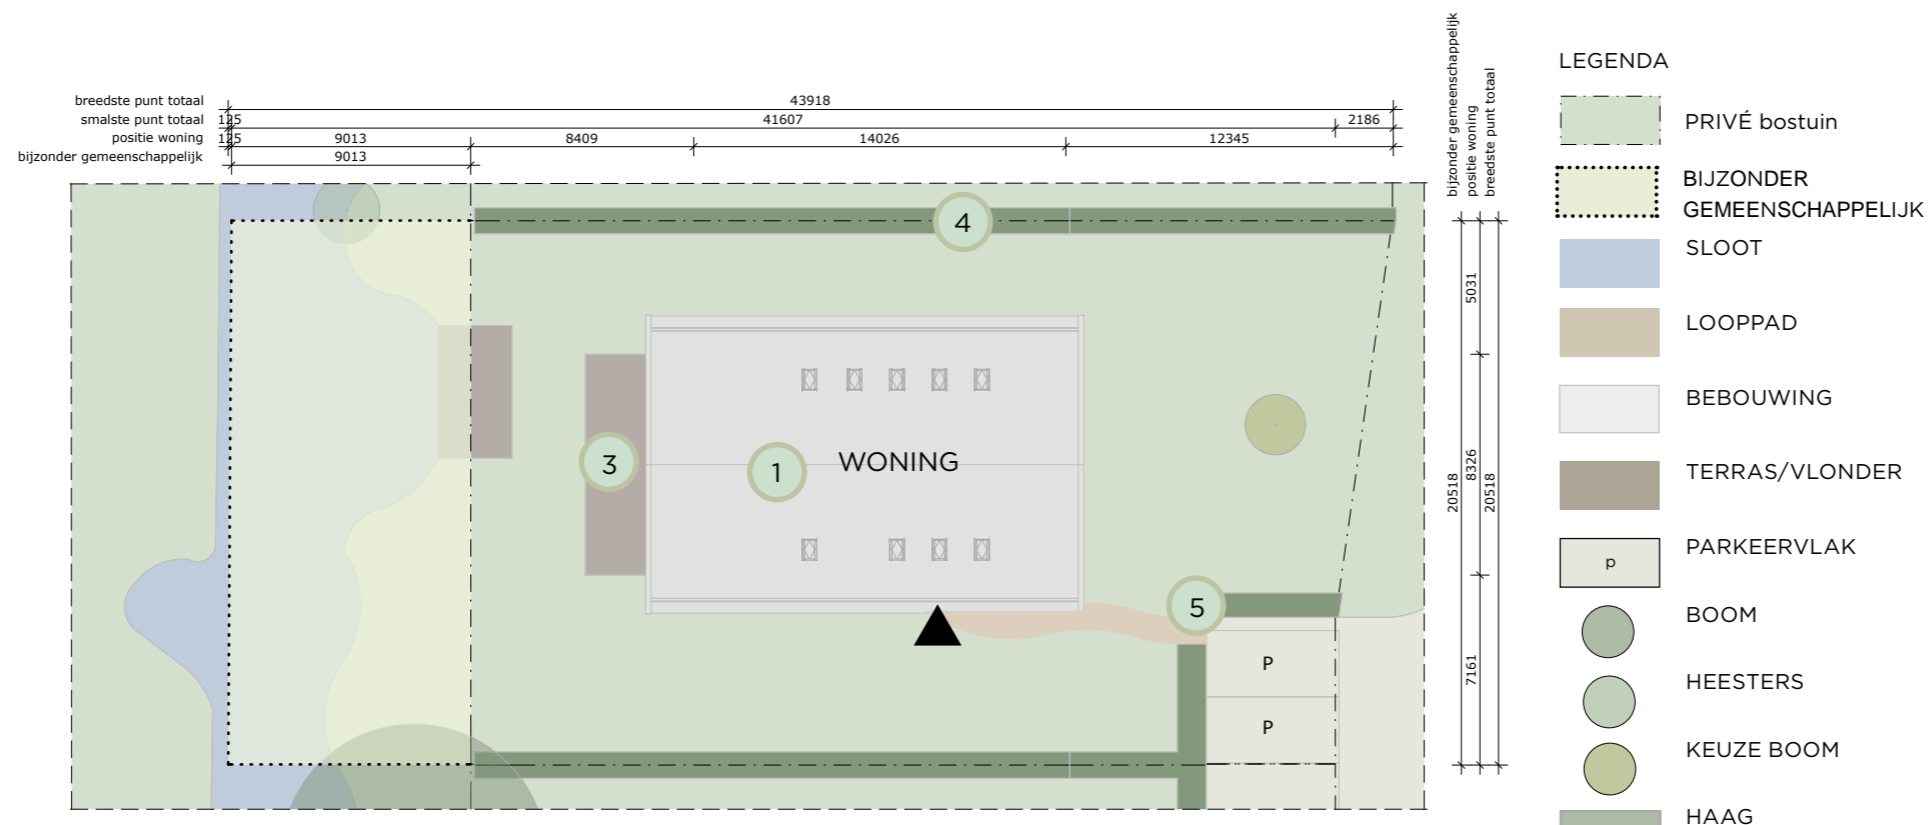 breedste punt totaal
43918
smalste punt totaal
125 41607 2186
positie woning
125 9013 8409 14026 12345
bijzonder gemeenschappelijk
9013
bijzonder gemeenschappelijk
positie woning
breedste punt totaal
4
3
1
WONING
5
P
P
5031
20518
8326
20518
7161
LEGENDA
PRIVÉ bostuin
BIJZONDER
GEMEENSCHAPPELIJK
SLOOT
LOOPPAD
BEBOUWING
TERRAS/VLONDER
p PARKEERVLAK
BOOM
HEESTERS
KEUZE BOOM
HAAG